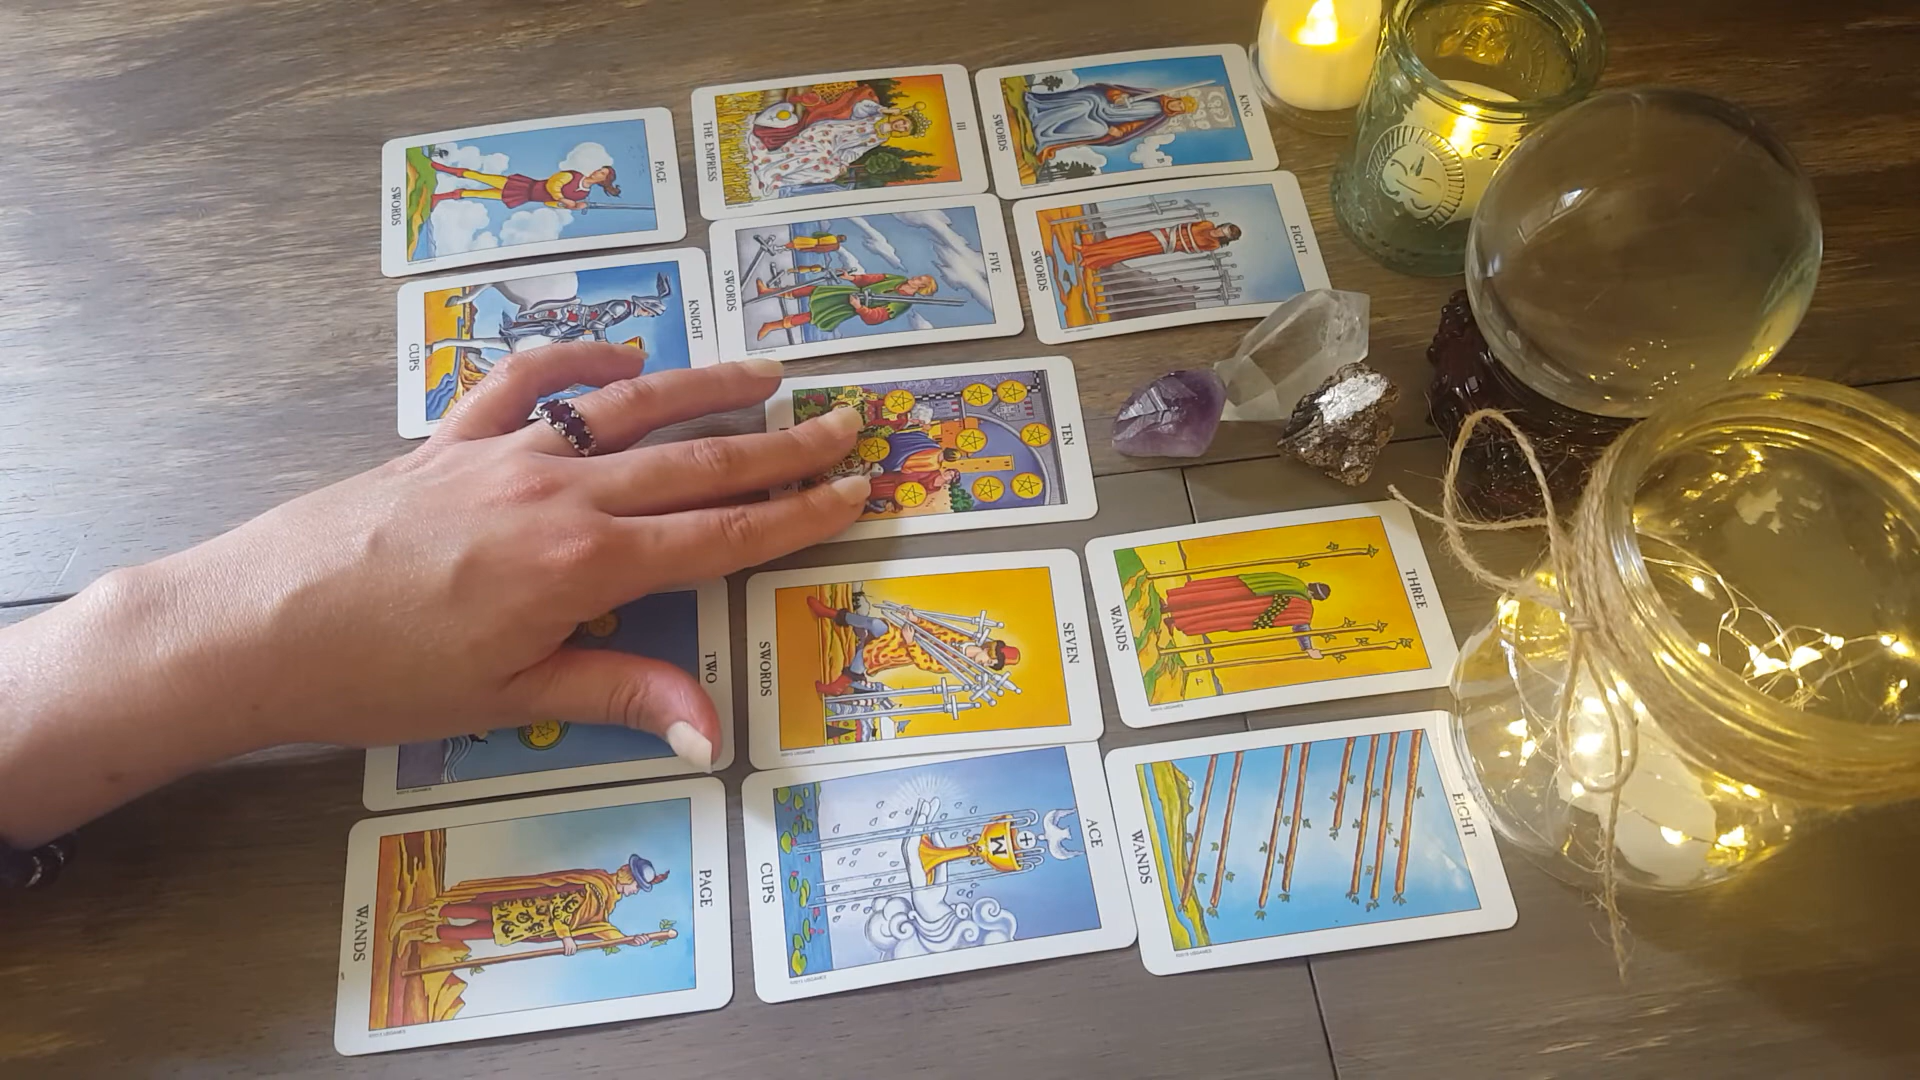 PAGE
SWORDS
III
THE EMPRESS
KING
SWORDS
KNIGHT
CUPS
FIVE
SWORDS
EIGHT
SWORDS
TEN
TWO
SEVEN
SWORDS
THREE
WANDS
PAGE
WANDS
ACE
CUPS
M
EIGHT
WANDS